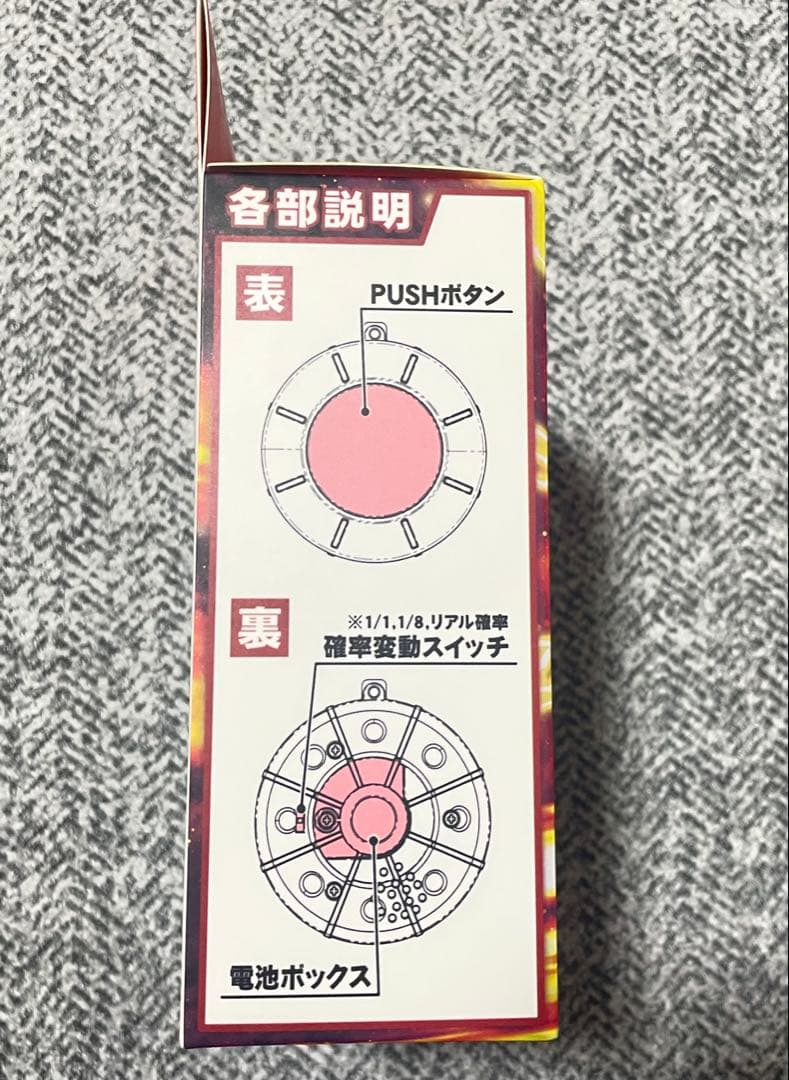 各部説明
表
PUSHボタン
裏
※1/1,1/8,リアル確率
確率変動スイッチ
電池ボックス